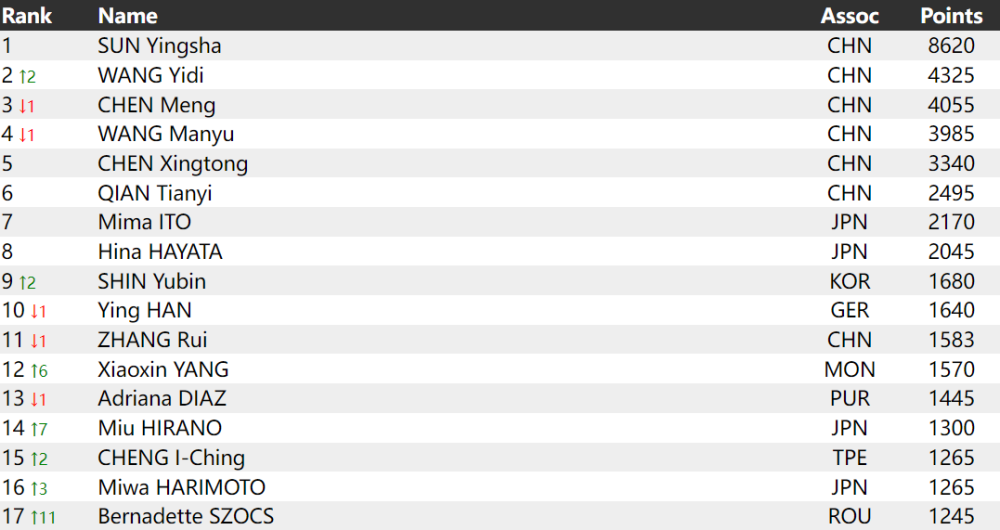 Rank Name Assoc Points
1 SUN Yingsha CHN 8620
2 ↑2 WANG Yidi CHN 4325
3 ↓1 CHEN Meng CHN 4055
4 ↓1 WANG Manyu CHN 3985
5 CHEN Xingtong CHN 3340
6 QIAN Tianyi CHN 2495
7 Mima ITO JPN 2170
8 Hina HAYATA JPN 2045
9 ↑2 SHIN Yubin KOR 1680
10 ↓1 Ying HAN GER 1640
11 ↓1 ZHANG Rui CHN 1583
12 ↑6 Xiaoxin YANG MON 1570
13 ↓1 Adriana DIAZ PUR 1445
14 ↑7 Miu HIRANO JPN 1300
15 ↑2 CHENG I-Ching TPE 1265
16 ↑3 Miwa HARIMOTO JPN 1265
17 ↑11 Bernadette SZOCS ROU 1245